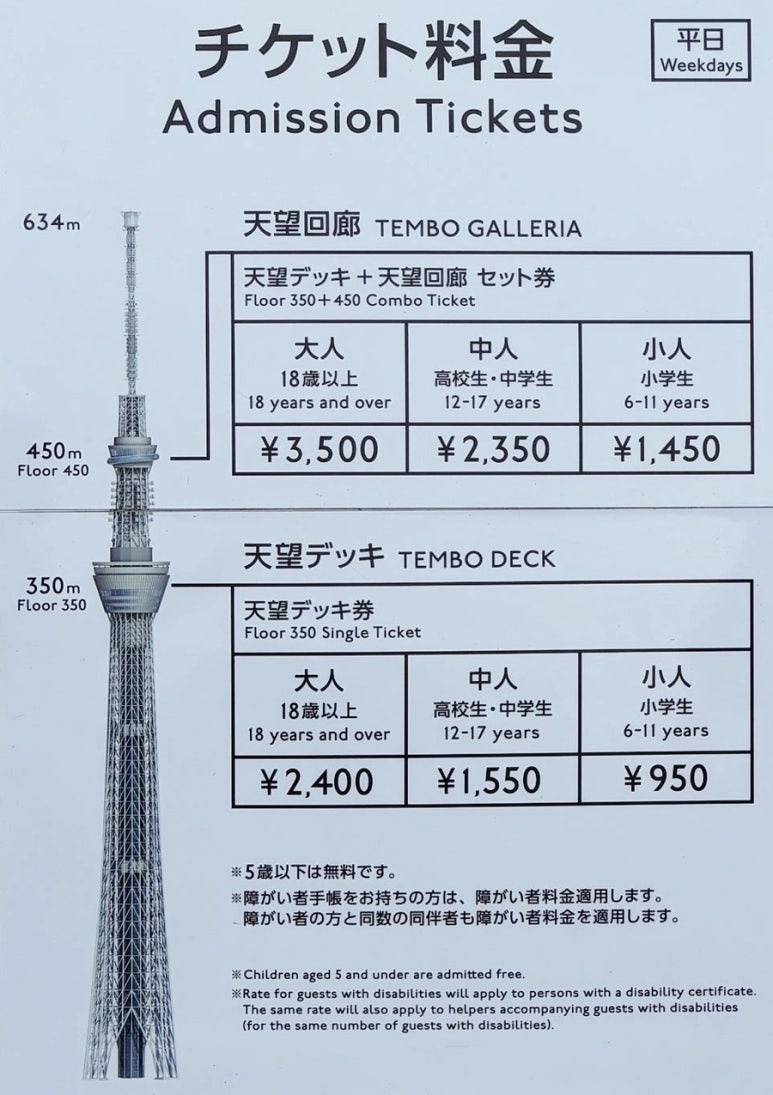 チケット料金
平日
Weekdays
Admission Tickets
634m
天望回廊 TEMBO GALLERIA
天望デッキ+天望回廊 セット券
Floor 350+450 Combo Ticket
大人
18歳以上
18 years and over
中人
高校生・中学生
12-17 years
小人
小学生
6-11 years
¥3,500
¥2,350
¥1,450
450m
Floor 450
天望デッキ TEMBO DECK
350m
Floor 350
天望デッキ券
Floor 350 Single Ticket
大人
18歳以上
18 years and over
中人
高校生・中学生
12-17 years
小人
小学生
6-11 years
¥2,400
¥1,550
¥950
※5歳以下は無料です。
※障がい者手帳をお持ちの方は、障がい者料金適用します。
障がい者の方と同数の同伴者も障がい者料金を適用します。
※Children aged 5 and under are admitted free.
※Rate for guests with disabilities will apply to persons with a disability certificate.
The same rate will also apply to helpers accompanying guests with disabilities
(for the same number of guests with disabilities).